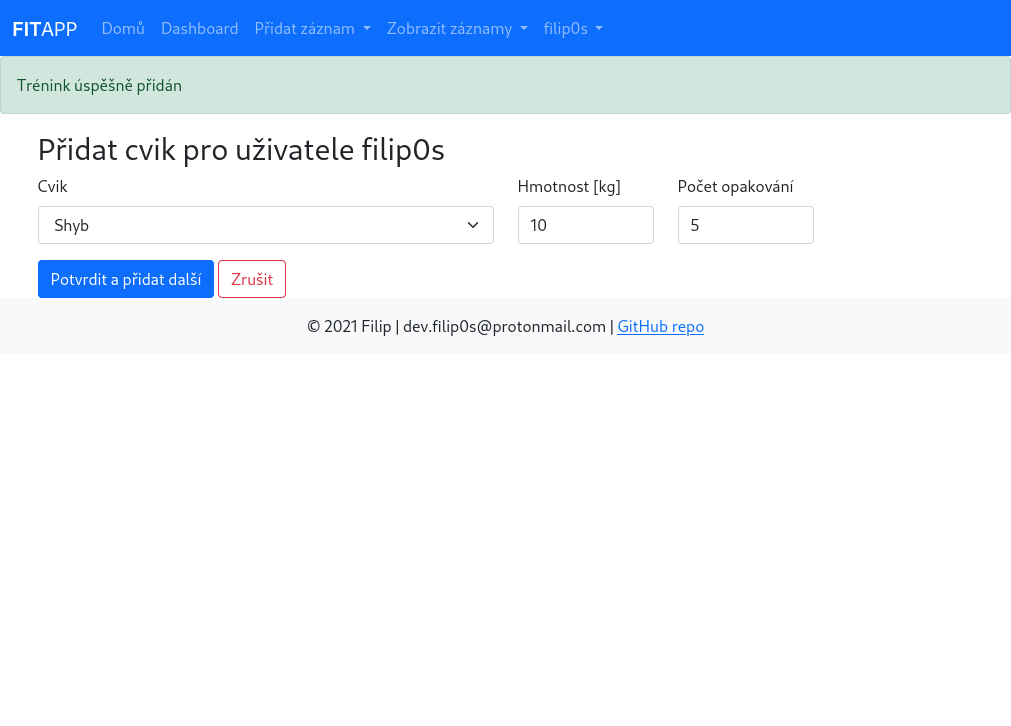 FITAPP Domů Dashboard Přidat záznam Zobrazit záznamy filip0s
Trénink úspěšně přidán
Přidat cvik pro uživatele filip0s
Cvik Hmotnost [kg] Počet opakování
Shyb 10 5
Potvrdit a přidat další Zrušit
© 2021 Filip | dev.filip0s@protonmail.com | GitHub repo